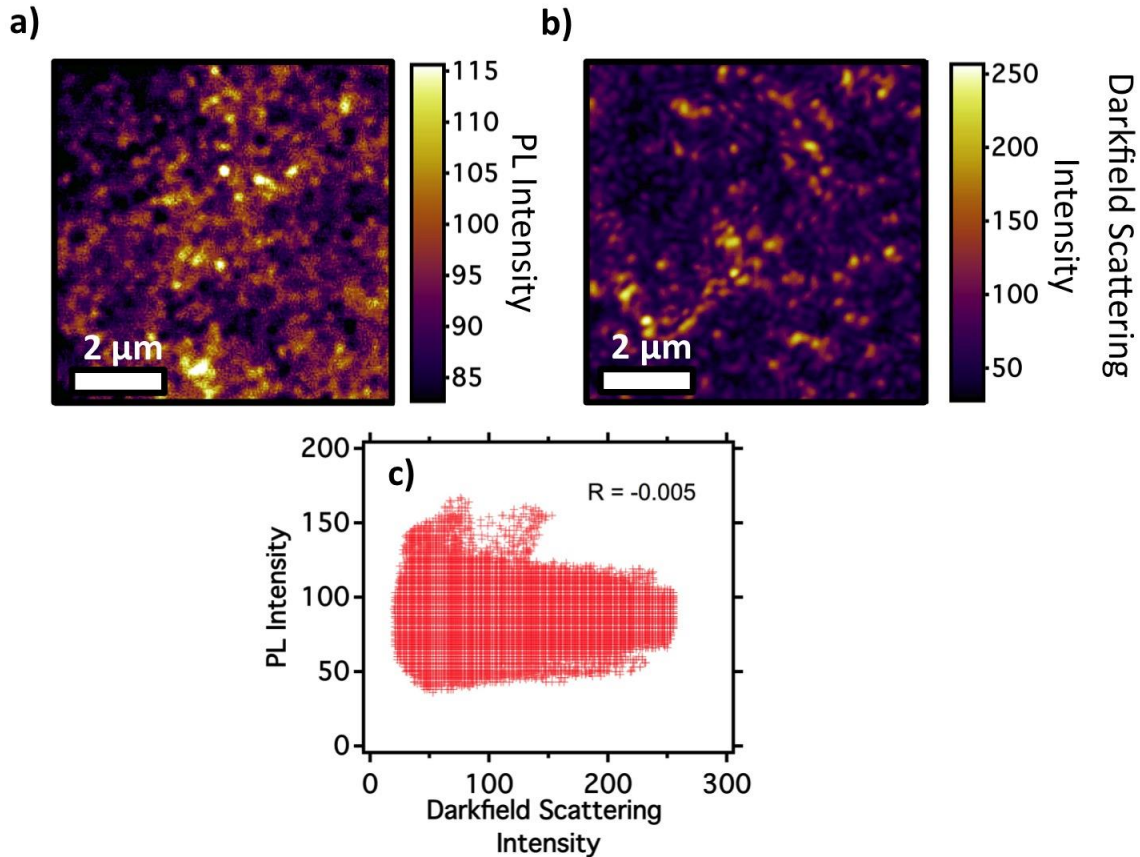 a)
115
110
105
100
95
90
85
PL Intensity
2 μm
b)
250
200
150
100
50
Darkfield Scattering
Intensity
2 μm
c)
R = -0.005
200
150
100
50
0
PL Intensity
0
100
200
300
Darkfield Scattering
Intensity